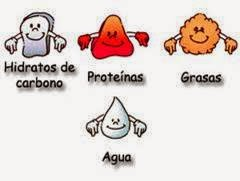 Hidratos de
carbono
Proteínas
Grasas
Agua